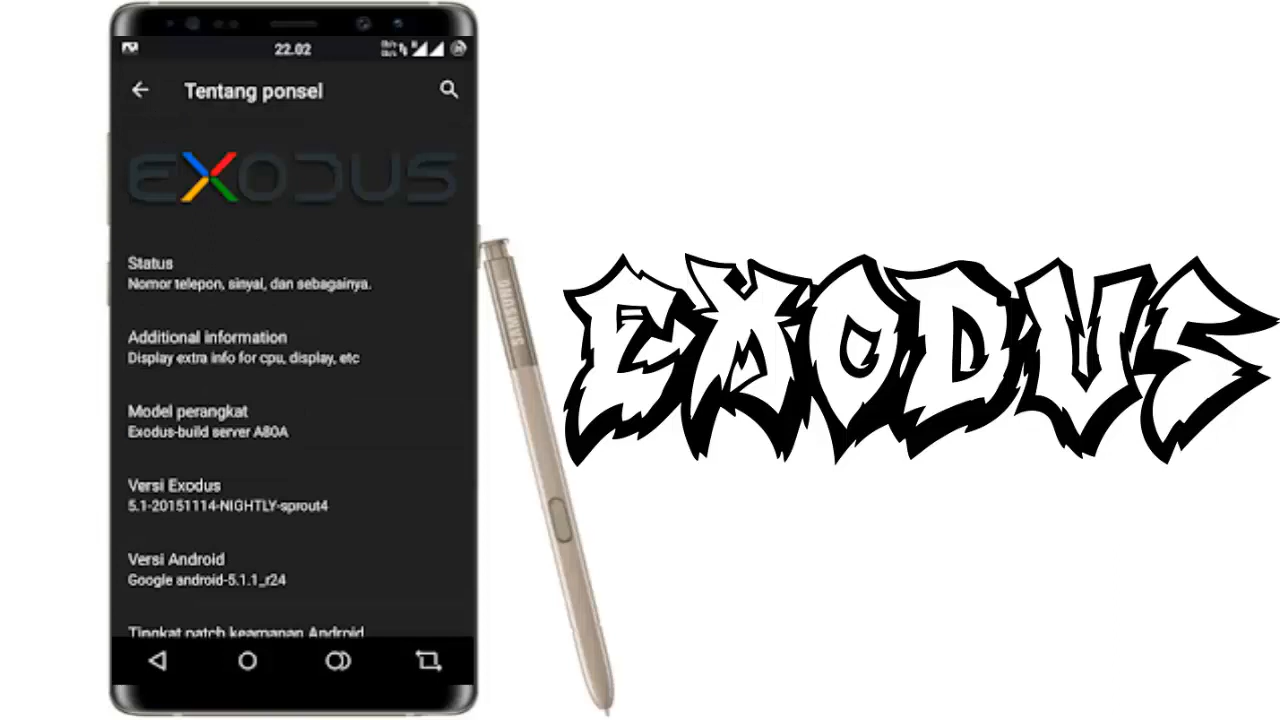 22.02
Tentang ponsel
EXODUS
Status
Nomor telepon, sinyal, dan sebagainya.
Additional information
Display extra info for cpu, display, etc
Model perangkat
Exodus-build server A80A
Versi Exodus
5.1-20151114-NIGHTLY-sprout4
Versi Android
Google android-5.1.1_r24
Tingkat patch keamanan Android
SAMSUNG
EXODUS